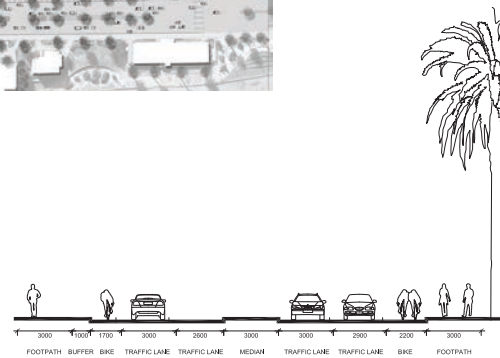 3000 1000 1700 3000 2600 3000 3000 2900 2200 3000
FOOTPATH BUFFER BIKE TRAFFIC LANE TRAFFIC LANE MEDIAN TRAFFIC LANE TRAFFIC LANE BIKE FOOTPATH